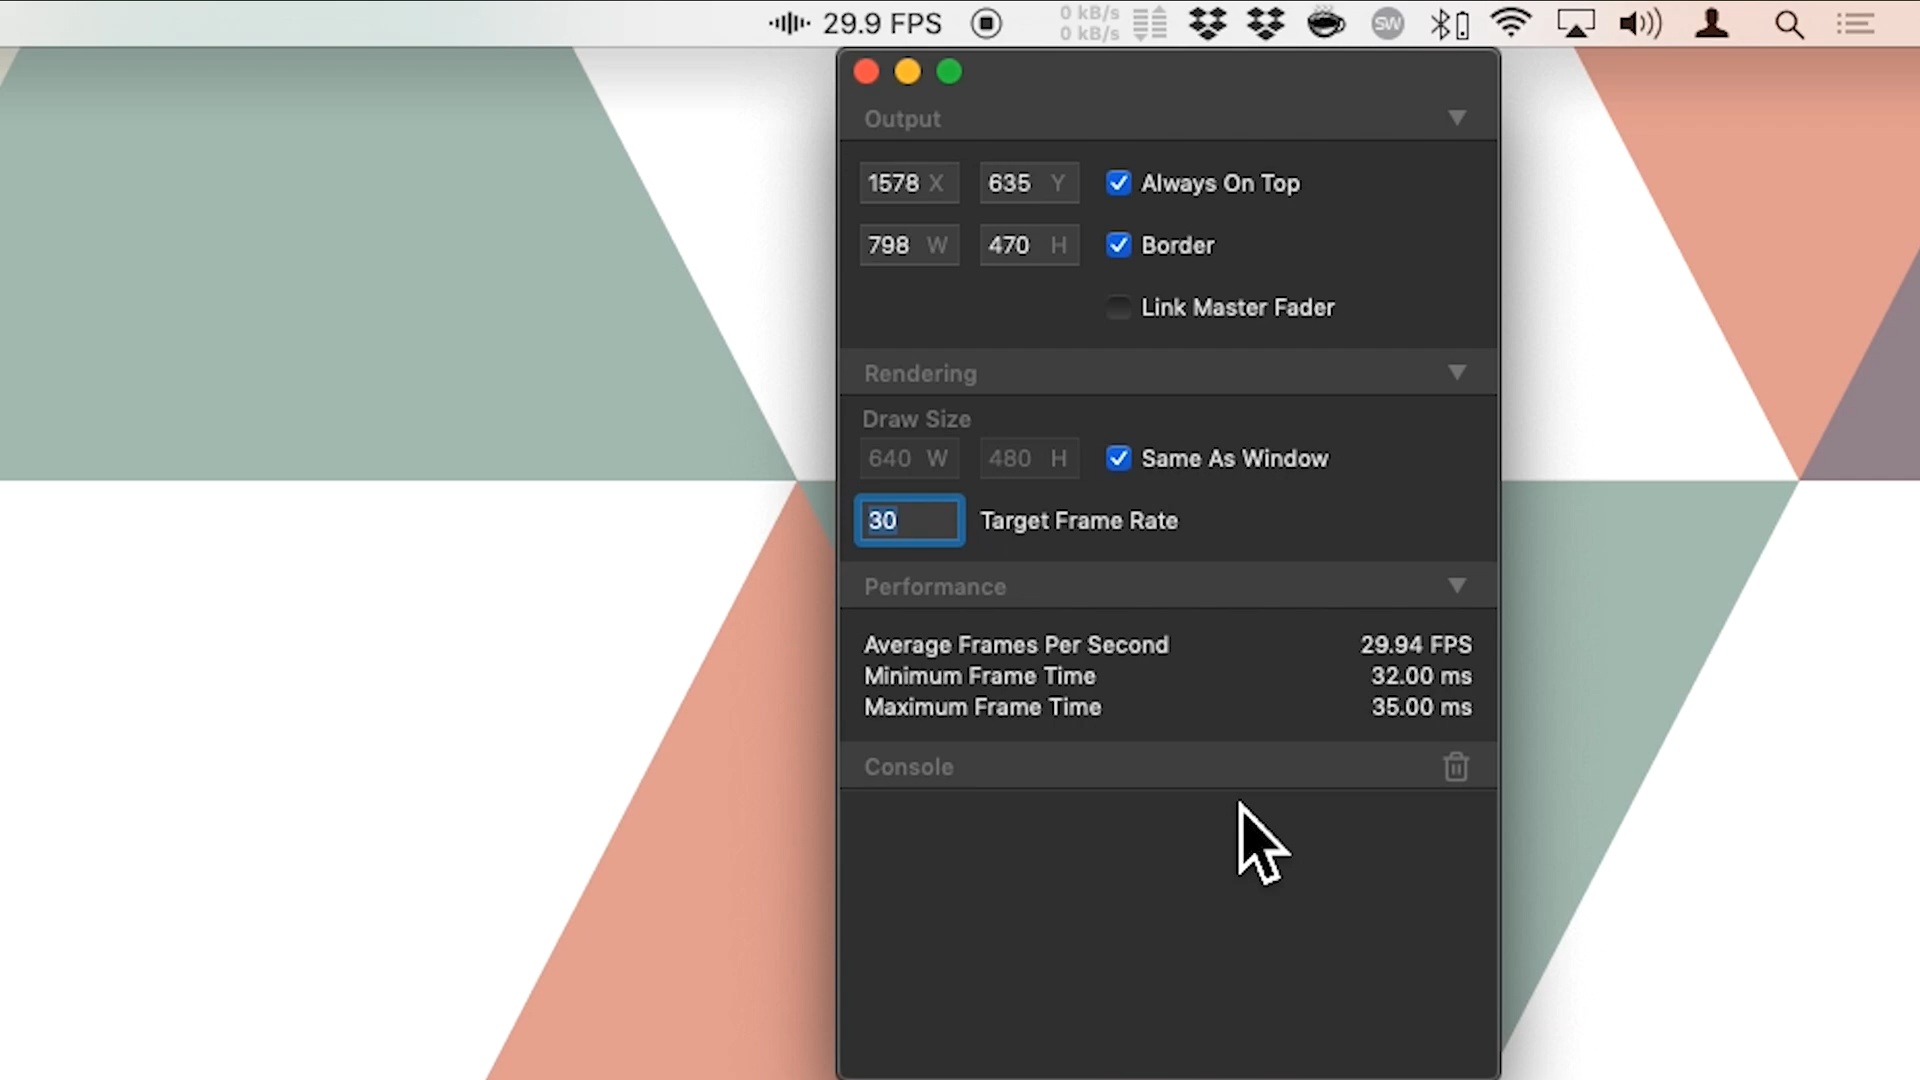 29.9 FPS
0 kB/s
0 kB/s
SW
Output
1578 X 635 Y Always On Top
798 W 470 H Border
Link Master Fader
Rendering
Draw Size
640 W 480 H Same As Window
30 Target Frame Rate
Performance
Average Frames Per Second 29.94 FPS
Minimum Frame Time 32.00 ms
Maximum Frame Time 35.00 ms
Console